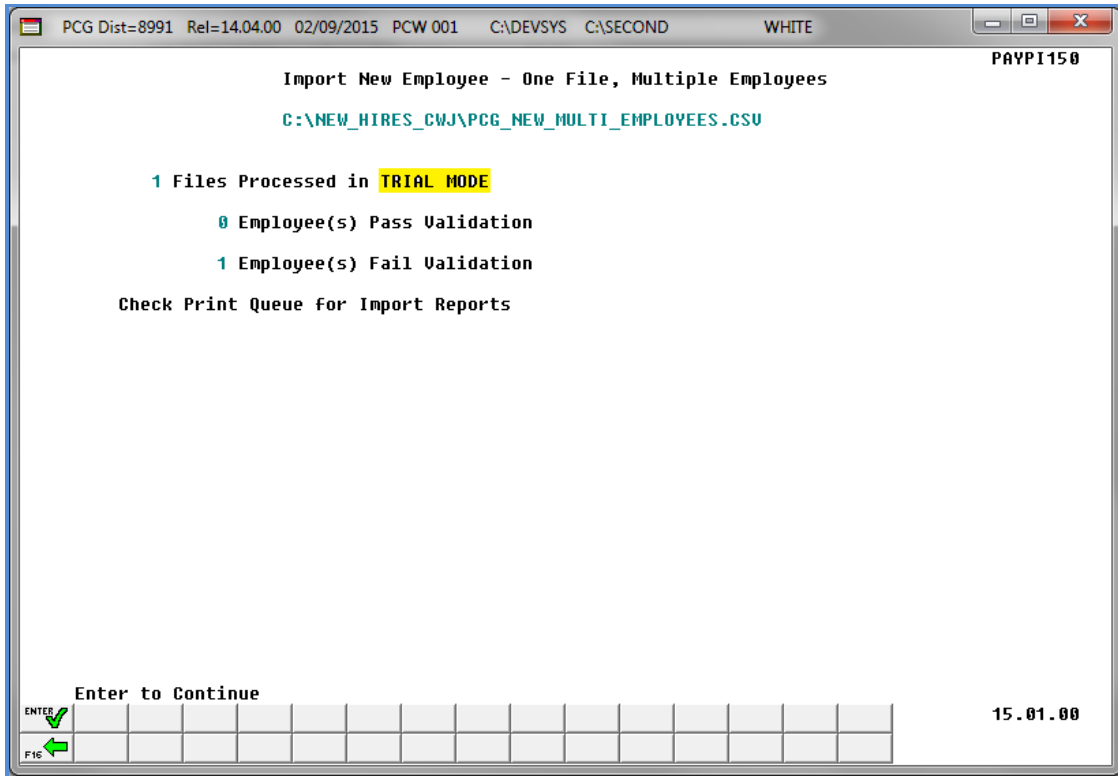 PCG Dist=8991 Rel=14.04.00 02/09/2015 PCW 001 C:\DEVSYS C:\SECOND WHITE
PAYPI150
Import New Employee - One File, Multiple Employees
C:\NEW_HIRES_CWJ\PCG_NEW_MULTI_EMPLOYEES.CSV
1 Files Processed in TRIAL MODE
0 Employee(s) Pass Validation
1 Employee(s) Fail Validation
Check Print Queue for Import Reports
Enter to Continue
ENTER
15.01.00
F16